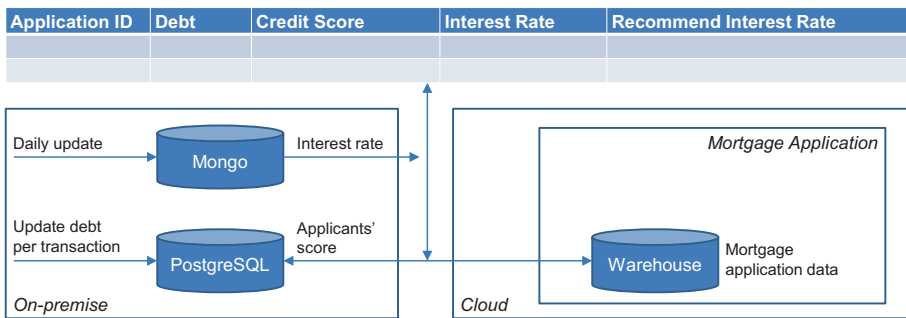 Application ID Debt Credit Score Interest Rate Recommend Interest Rate
Mortgage Application
Daily update
Mongo
Interest rate
Update debt
per transaction
PostgreSQL
Applicants'
score
Warehouse
Mortgage
application data
On-premise
Cloud